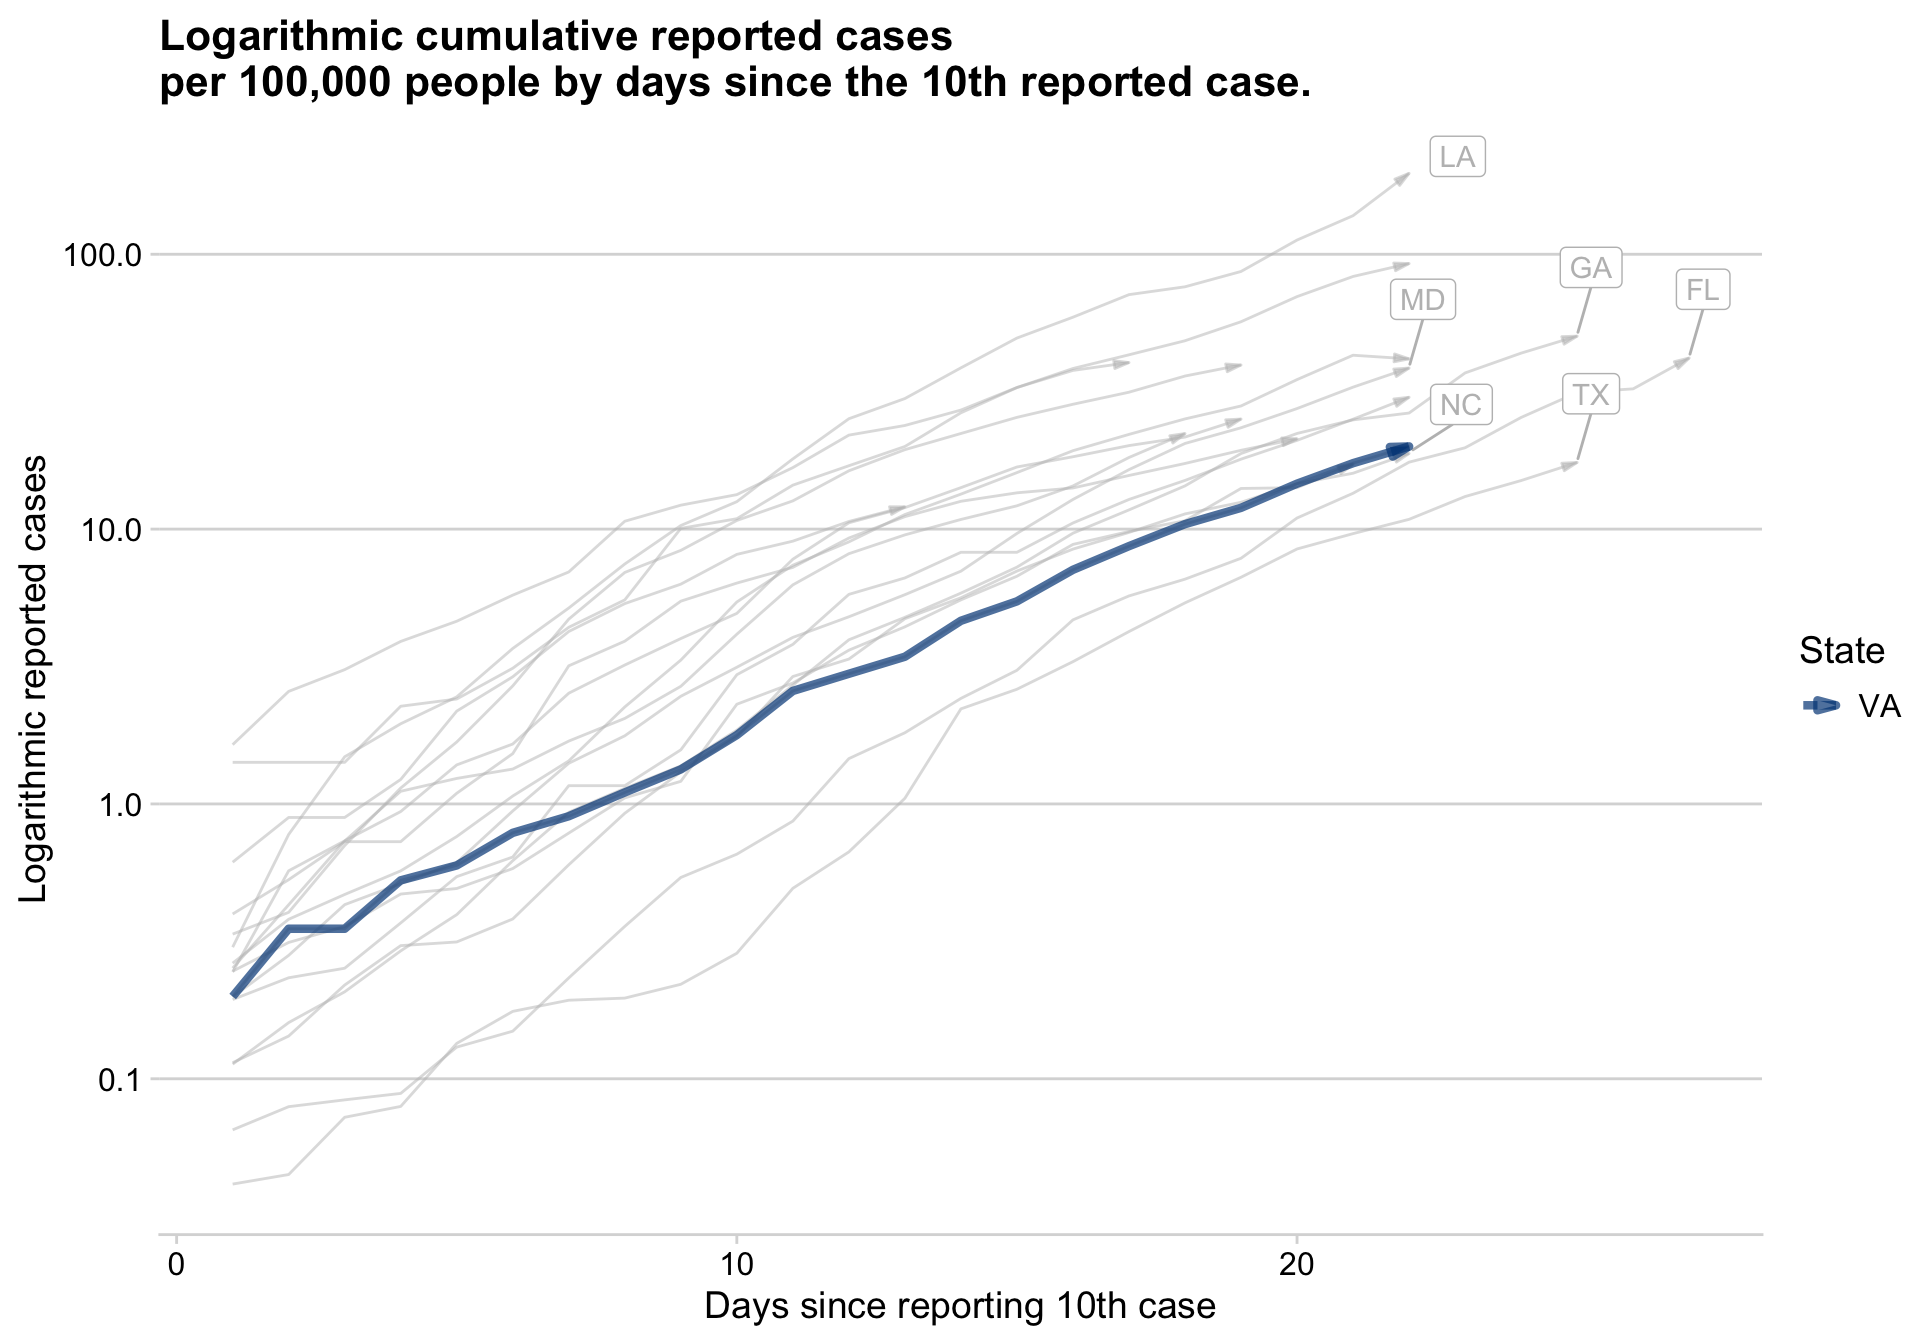 Logarithmic cumulative reported cases
per 100,000 people by days since the 10th reported case.
LA
GA
FL
MD
TX
NC
100.0
10.0
1.0
0.1
Logarithmic reported cases
State
VA
0
10
20
Days since reporting 10th case